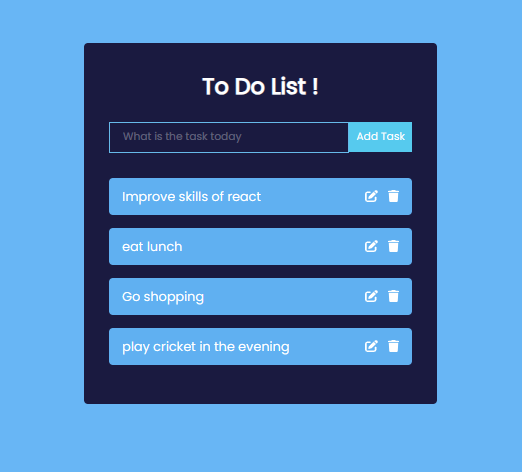 To Do List !
What is the task today
Add Task
Improve skills of react
eat lunch
Go shopping
play cricket in the evening